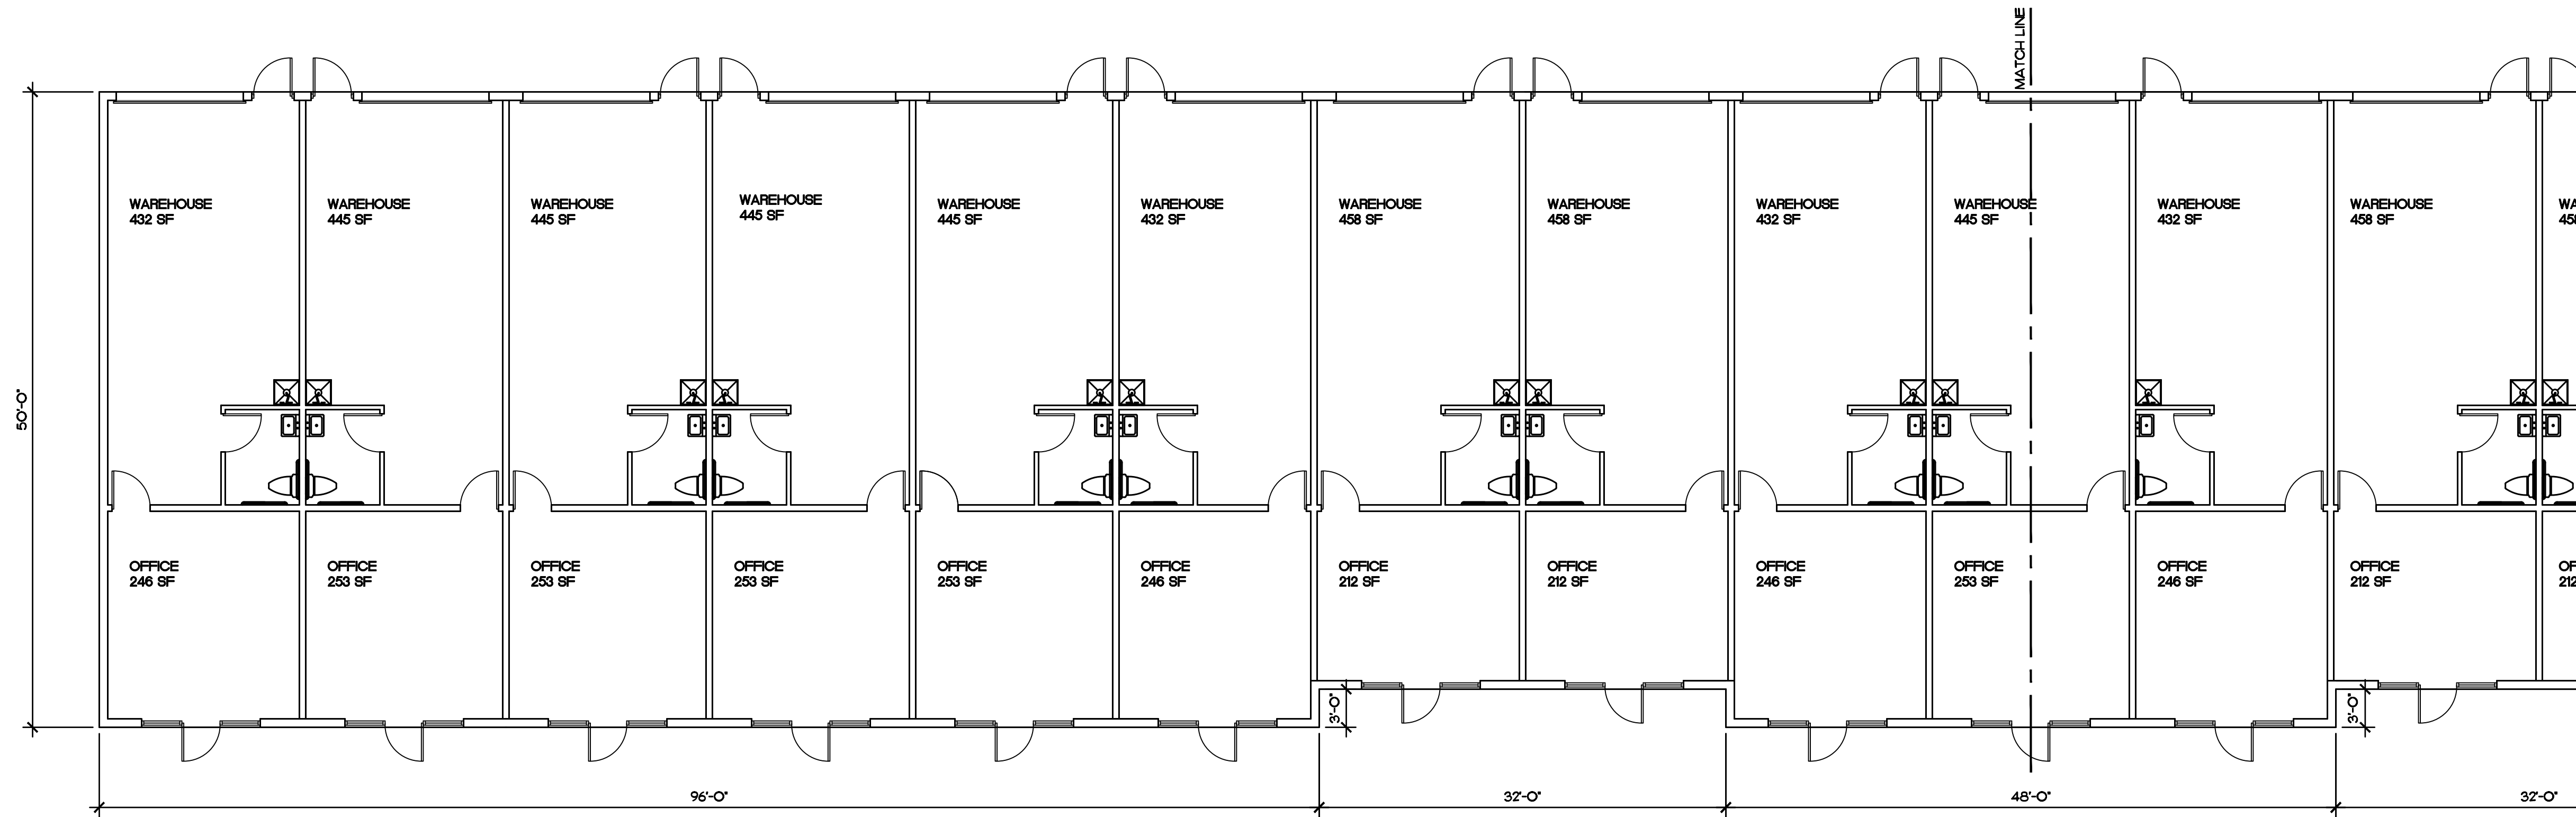 MATCH LINE
WAREHOUSE
432 SF
WAREHOUSE
445 SF
WAREHOUSE
445 SF
WAREHOUSE
445 SF
WAREHOUSE
445 SF
WAREHOUSE
432 SF
WAREHOUSE
458 SF
WAREHOUSE
458 SF
WAREHOUSE
432 SF
WAREHOUSE
445 SF
WAREHOUSE
432 SF
WAREHOUSE
458 SF
50'-0"
OFFICE
246 SF
OFFICE
253 SF
OFFICE
253 SF
OFFICE
253 SF
OFFICE
253 SF
OFFICE
246 SF
OFFICE
212 SF
OFFICE
212 SF
OFFICE
246 SF
OFFICE
253 SF
OFFICE
246 SF
OFFICE
212 SF
3'-0"
3'-0"
96'-0"
32'-0"
48'-0"
32'-0"